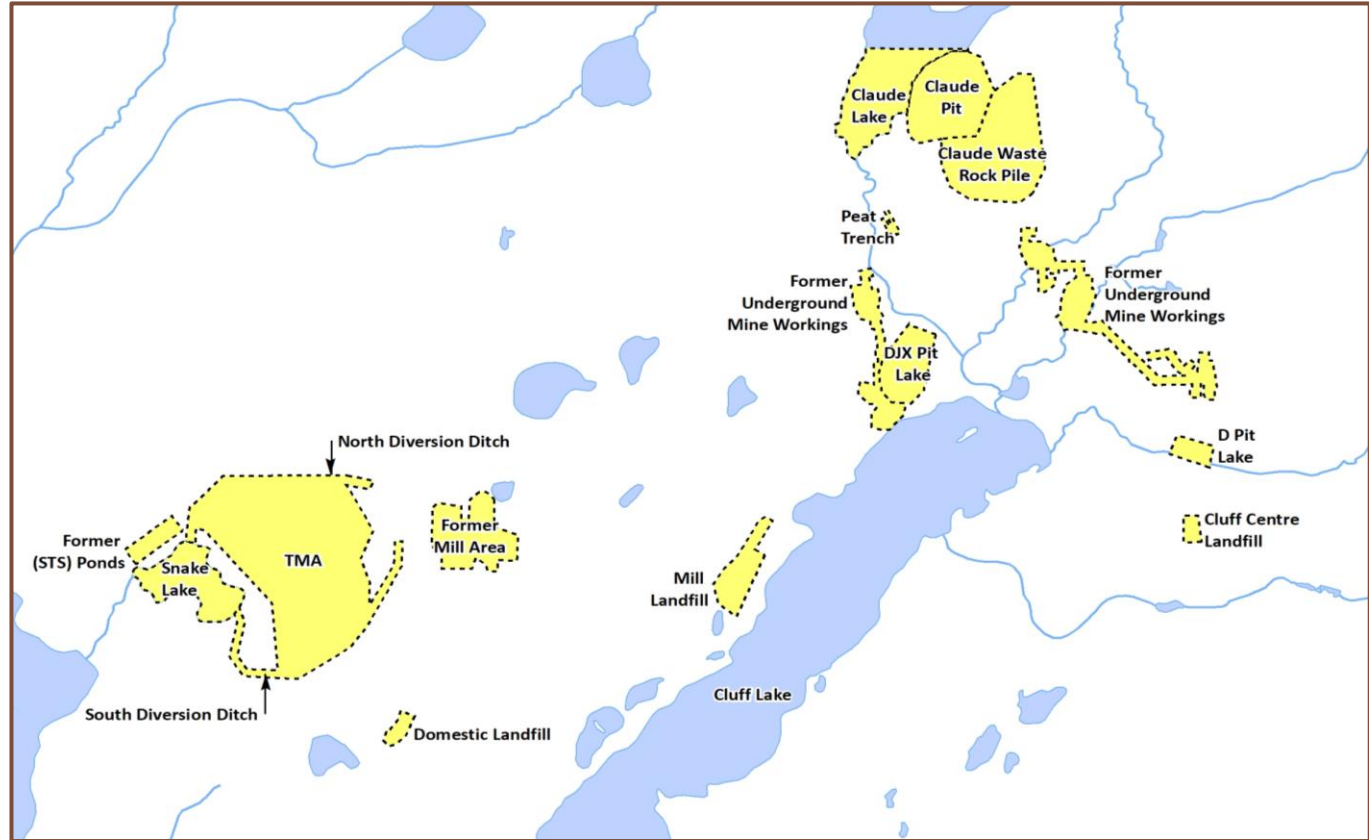 Claude
Lake
Claude
Pit
Claude Waste
Rock Pile
Peat
Trench
Former
Underground
Mine Workings
Former
Underground
Mine Workings
DJX Pit
Lake
North Diversion Ditch
D Pit
Lake
Former
(STS) Ponds
Snake
Lake
TMA
Former
Mill Area
Cluff Centre
Landfill
Mill
Landfill
Cluff Lake
South Diversion Ditch
Domestic Landfill